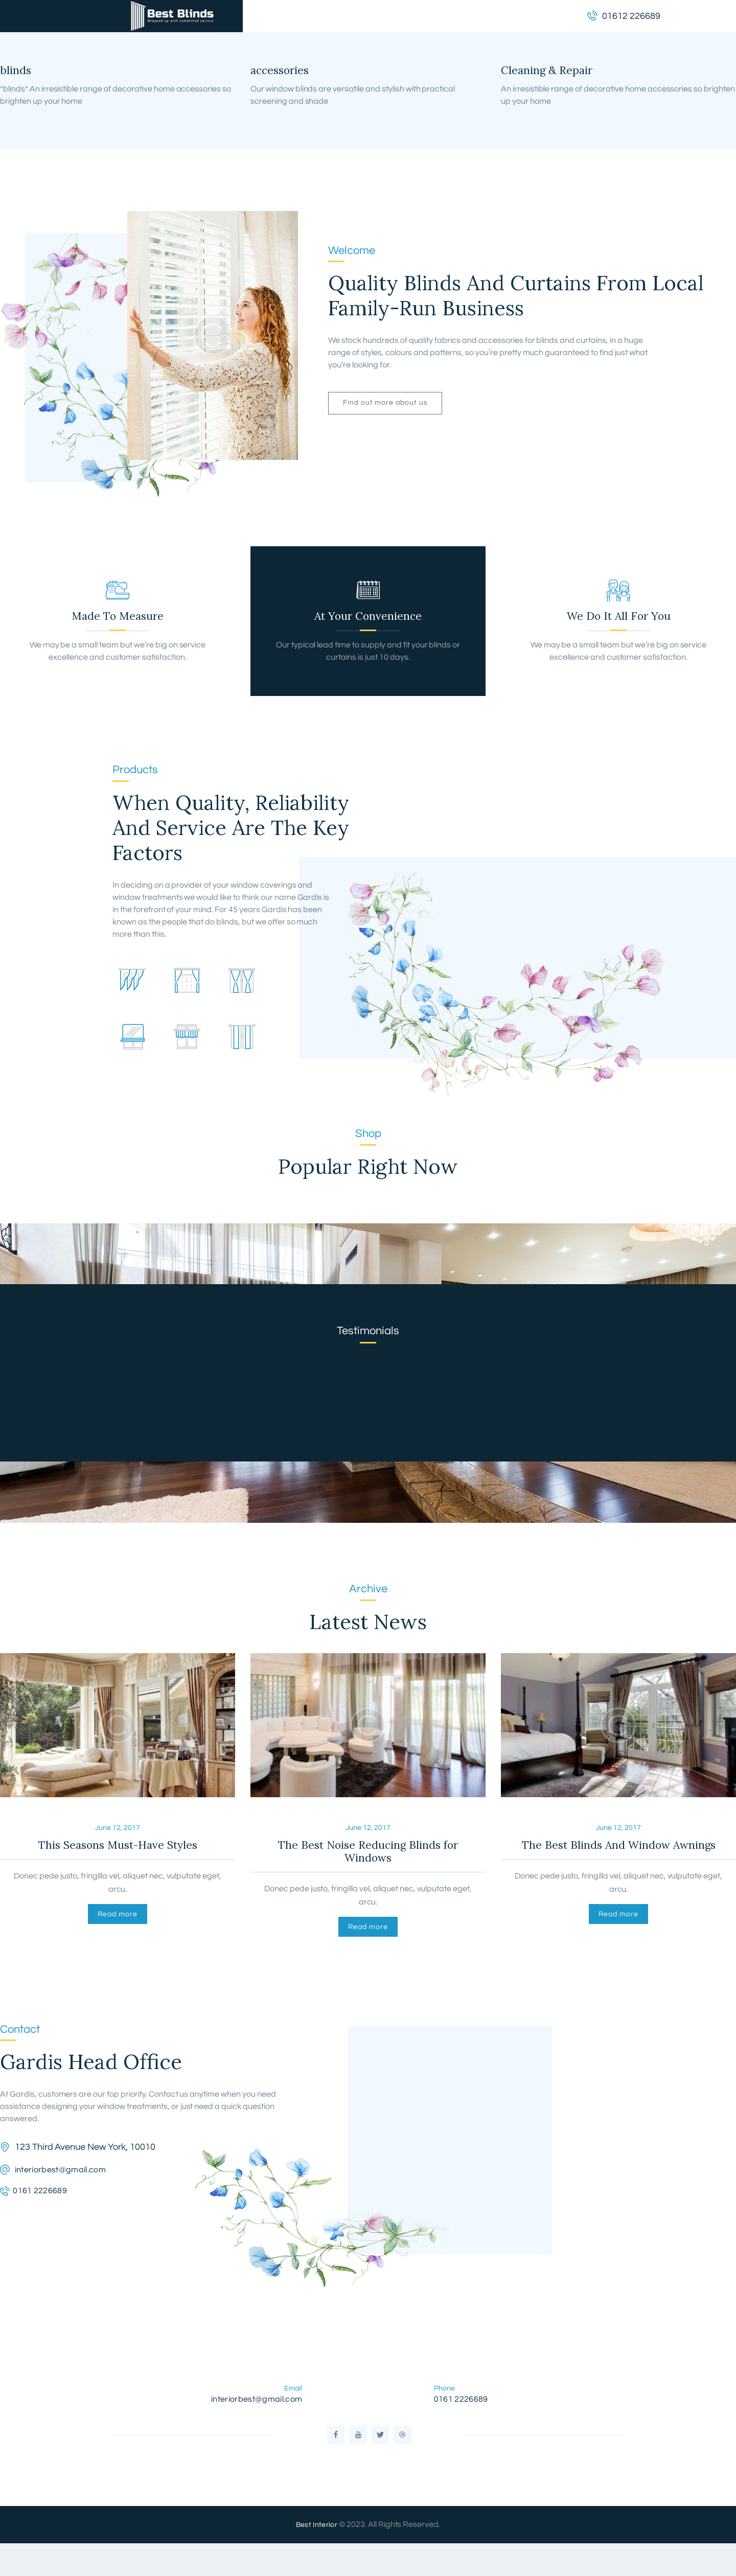 Best Blinds
Wrapped up with customized service
01612 226689
blinds
"blinds" An irresistible range of decorative home accessories so
brighten up your home
accessories
Our window blinds are versatile and stylish with practical
screening and shade
Cleaning & Repair
An irresistible range of decorative home accessories so brighten
up your home
Welcome
Quality Blinds And Curtains From Local
Family-Run Business
We stock hundreds of quality fabrics and accessories for blinds and curtains, in a huge
range of styles, colours and patterns, so you're pretty much guaranteed to find just what
you're looking for.
Find out more about us
Made To Measure
We may be a small team but we're big on service
excellence and customer satisfaction.
At Your Convenience
Our typical lead time to supply and fit your blinds or
curtains is just 10 days.
We Do It All For You
We may be a small team but we're big on service
excellence and customer satisfaction.
Products
When Quality, Reliability
And Service Are The Key
Factors
In deciding on a provider of your window coverings and
window treatments we would like to think our name Gardis is
in the forefront of your mind. For 45 years Gardis has been
known as the people that do blinds, but we offer so much
more than this.
Shop
Popular Right Now
Testimonials
Archive
Latest News
June 12, 2017
This Seasons Must-Have Styles
Donec pede justo, fringilla vel, aliquet nec, vulputate eget,
arcu.
Read more
June 12, 2017
The Best Noise Reducing Blinds for
Windows
Donec pede justo, fringilla vel, aliquet nec, vulputate eget,
arcu.
Read more
June 12, 2017
The Best Blinds And Window Awnings
Donec pede justo, fringilla vel, aliquet nec, vulputate eget,
arcu.
Read more
Contact
Gardis Head Office
At Gardis, customers are our top priority. Contact us anytime when you need
assistance designing your window treatments, or just need a quick question
answered.
123 Third Avenue New York, 10010
interiorbest@gmail.com
0161 2226689
Email
interiorbest@gmail.com
Phone
0161 2226689
Best Interior © 2023. All Rights Reserved.